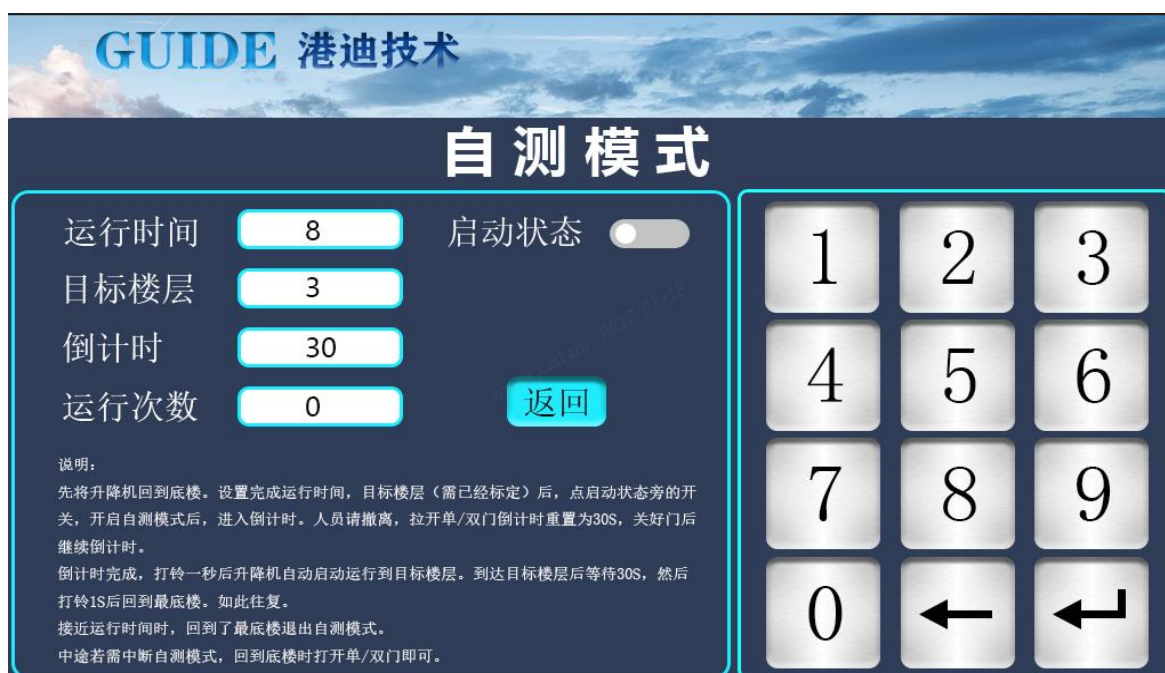 GUIDE 港迪技术
自测模式
运行时间 8 启动状态
目标楼层 3
倒计时 30
运行次数 0 返回
说明：
先将升降机回到底楼。设置完成运行时间，目标楼层（需已经标定）后，点启动状态旁的开
关，开启自测模式后，进入倒计时。人员请撤离，拉开单/双门倒计时重置为30S，关好门后
继续倒计时。
倒计时完成，打铃一秒后升降机自动启动运行到目标楼层。到达目标楼层后等待30S，然后
打铃1S后回到最底楼。如此往复。
接近运行时间时，回到了最底楼退出自测模式。
中途若需中断自测模式，回到底楼时打开单/双门即可。
1 2 3
4 5 6
7 8 9
0